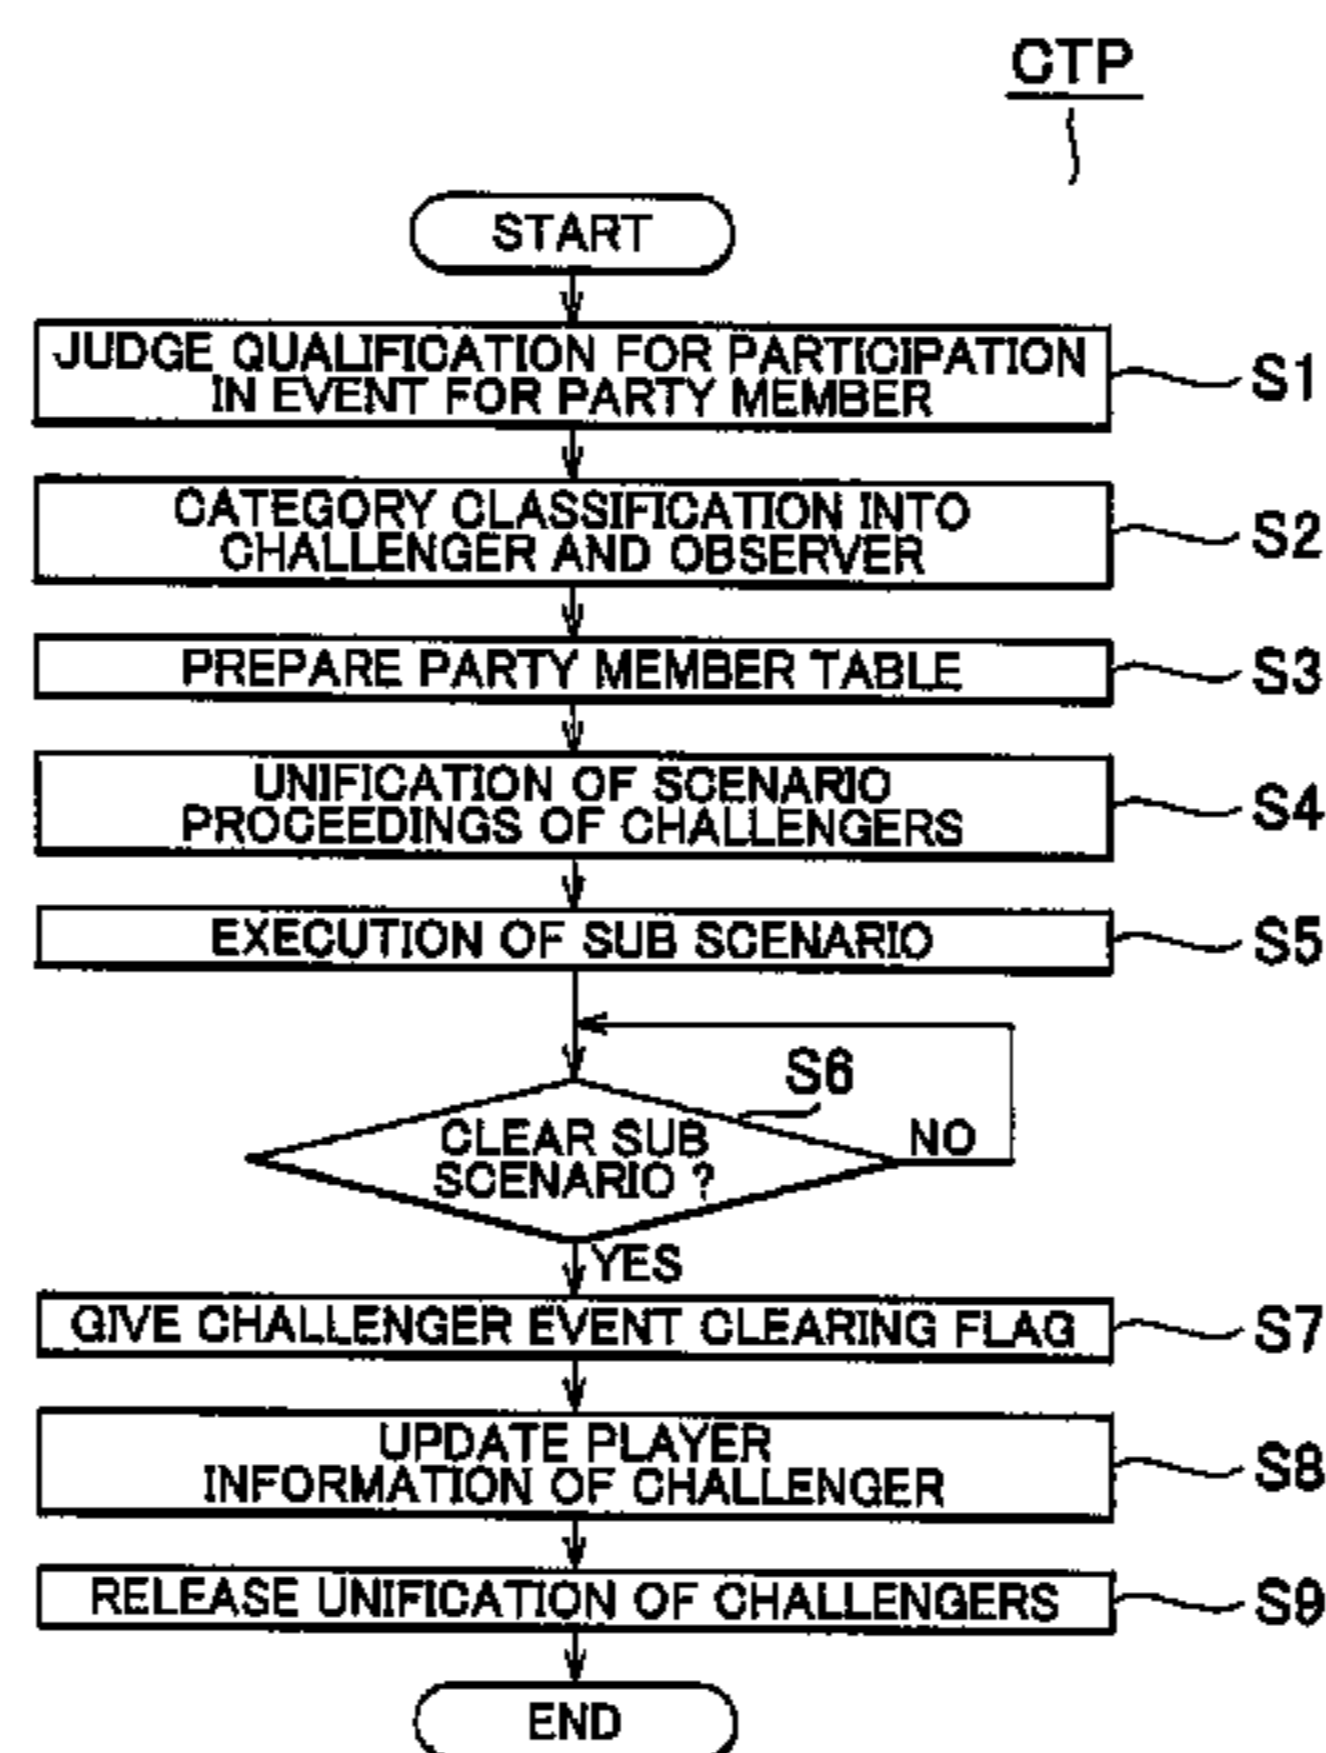 CTP
START
JUDGE QUALIFICATION FOR PARTICIPATION
IN EVENT FOR PARTY MEMBER
S1
CATEGORY CLASSIFICATION INTO
CHALLENGER AND OBSERVER
S2
PREPARE PARTY MEMBER TABLE
S3
UNIFICATION OF SCENARIO
PROCEEDINGS OF CHALLENGERS
S4
EXECUTION OF SUB SCENARIO
S5
S6
CLEAR SUB
SCENARIO ?
NO
YES
GIVE CHALLENGER EVENT CLEARING FLAG
S7
UPDATE PLAYER
INFORMATION OF CHALLENGER
S8
RELEASE UNIFICATION OF CHALLENGERS
S9
END